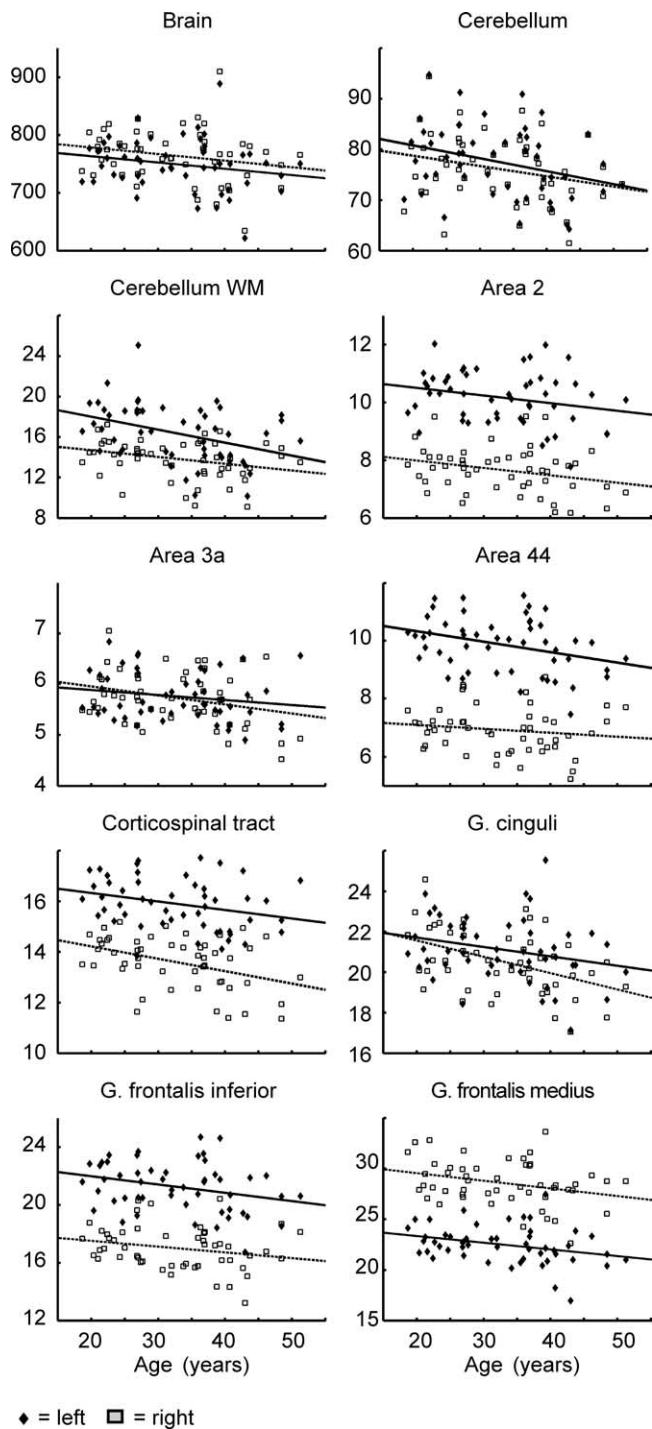 Brain
900
800
700
600
Cerebellum
90
80
70
60
Cerebellum WM
24
20
16
12
8
Area 2
12
10
8
6
Area 3a
7
6
5
4
Area 44
10
8
6
Corticospinal tract
16
14
12
10
G. cinguli
24
22
20
18
16
G. frontalis inferior
24
20
16
12
20 30 40 50
Age (years)
G. frontalis medius
30
25
20
15
20 30 40 50
Age (years)
♦ = left □ = right